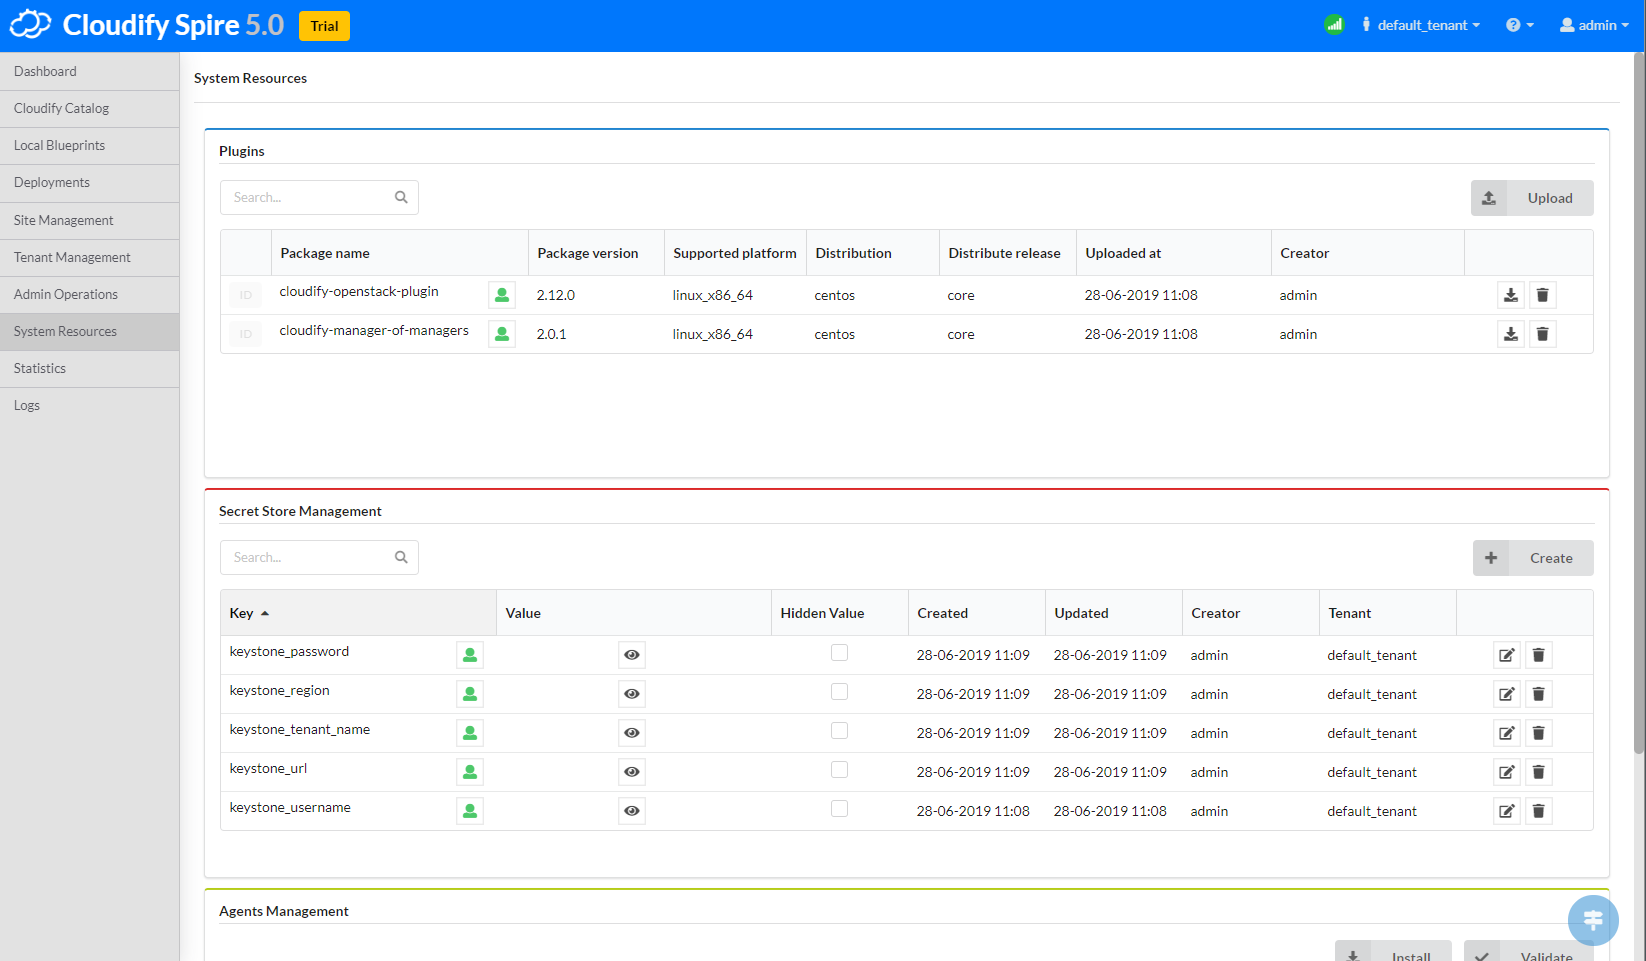 Cloudify Spire 5.0 Trial default_tenant admin
Dashboard
Cloudify Catalog
Local Blueprints
Deployments
Site Management
Tenant Management
Admin Operations
System Resources
Statistics
Logs
System Resources
Plugins
Search...
Upload
Package name Package version Supported platform Distribution Distribute release Uploaded at Creator
ID cloudify-openstack-plugin 2.12.0 linux_x86_64 centos core 28-06-2019 11:08 admin
ID cloudify-manager-of-managers 2.0.1 linux_x86_64 centos core 28-06-2019 11:08 admin
Secret Store Management
Search...
Create
Key Value Hidden Value Created Updated Creator Tenant
keystone_password 28-06-2019 11:09 28-06-2019 11:09 admin default_tenant
keystone_region 28-06-2019 11:09 28-06-2019 11:09 admin default_tenant
keystone_tenant_name 28-06-2019 11:09 28-06-2019 11:09 admin default_tenant
keystone_url 28-06-2019 11:09 28-06-2019 11:09 admin default_tenant
keystone_username 28-06-2019 11:08 28-06-2019 11:08 admin default_tenant
Agents Management
Install Validate